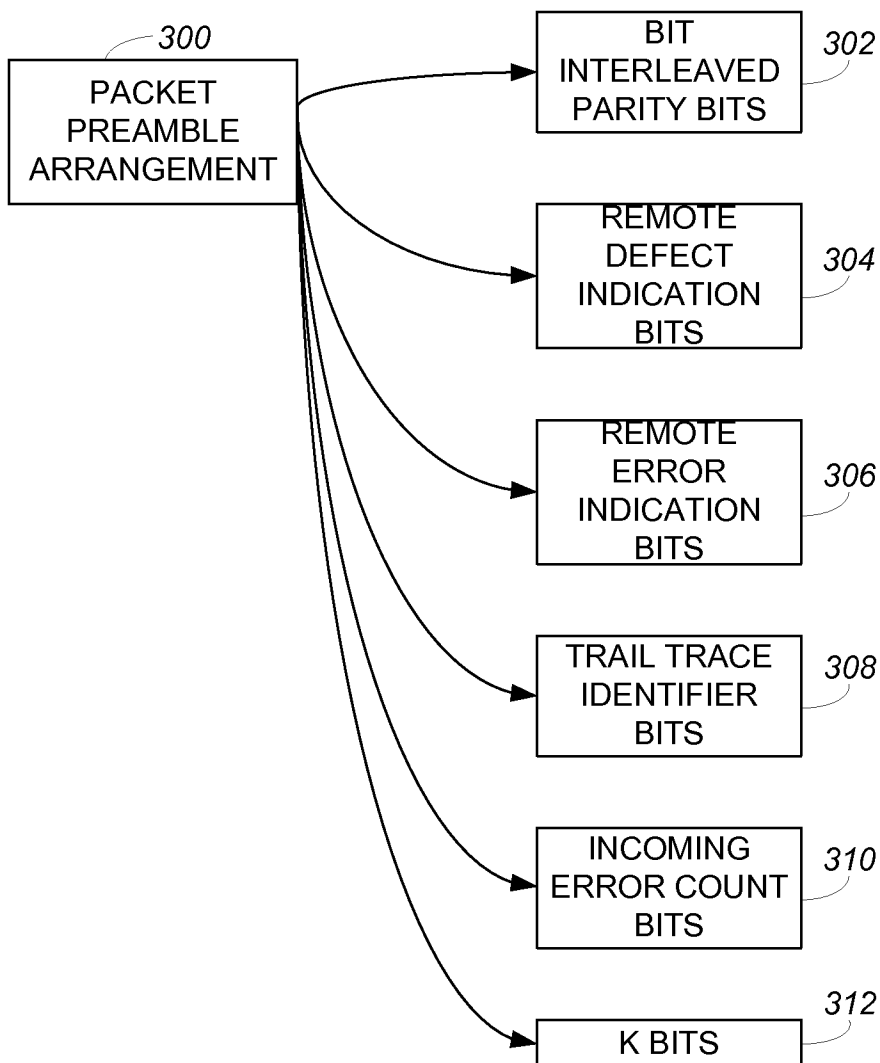 300
PACKET
PREAMBLE
ARRANGEMENT
BIT
INTERLEAVED
PARITY BITS
302
REMOTE
DEFECT
INDICATION
BITS
304
REMOTE
ERROR
INDICATION
BITS
306
TRAIL TRACE
IDENTIFIER
BITS
308
INCOMING
ERROR COUNT
BITS
310
K BITS
312